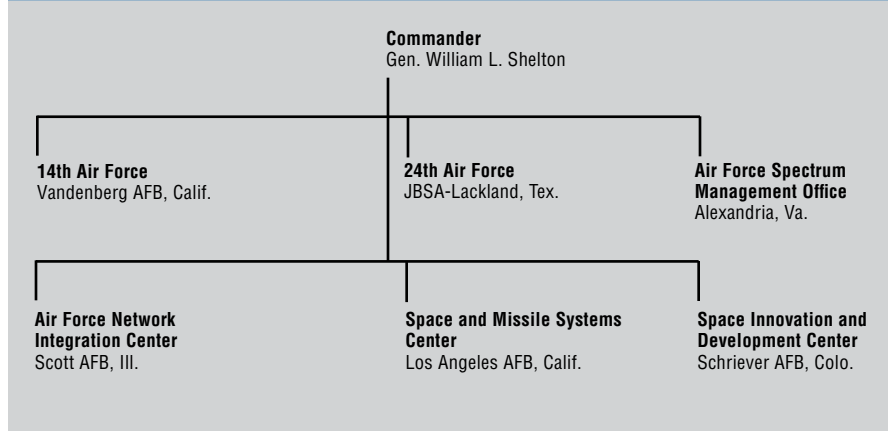 Commander
Gen. William L. Shelton
14th Air Force
Vandenberg AFB, Calif.
24th Air Force
JBSA-Lackland, Tex.
Air Force Spectrum
Management Office
Alexandria, Va.
Air Force Network
Integration Center
Scott AFB, Ill.
Space and Missile Systems
Center
Los Angeles AFB, Calif.
Space Innovation and
Development Center
Schriever AFB, Colo.